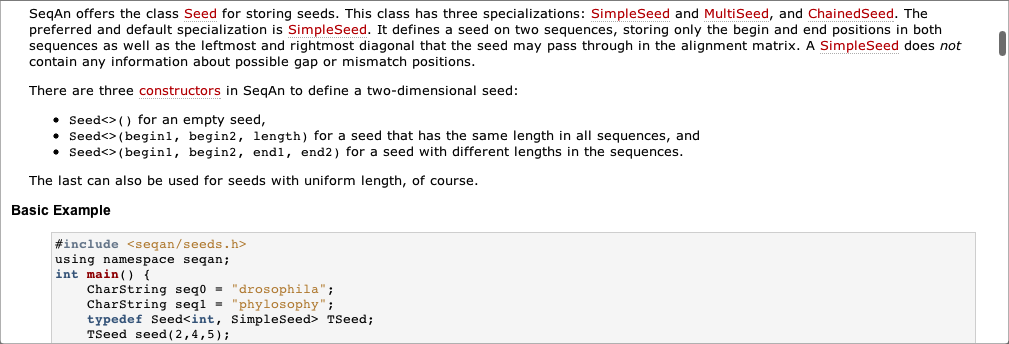 SeqAn offers the class Seed for storing seeds. This class has three specializations: SimpleSeed and MultiSeed, and ChainedSeed. The
preferred and default specialization is SimpleSeed. It defines a seed on two sequences, storing only the begin and end positions in both
sequences as well as the leftmost and rightmost diagonal that the seed may pass through in the alignment matrix. A SimpleSeed does not
contain any information about possible gap or mismatch positions.
There are three constructors in SeqAn to define a two-dimensional seed:
• Seed<>() for an empty seed,
• Seed<>(begin1, begin2, length) for a seed that has the same length in all sequences, and
• Seed<>(begin1, begin2, end1, end2) for a seed with different lengths in the sequences.
The last can also be used for seeds with uniform length, of course.
Basic Example
#include <seqan/seeds.h>
using namespace seqan;
int main() {
    CharString seq0 = "drosophila";
    CharString seq1 = "phylosophy";
    typedef Seed<int, SimpleSeed> TSeed;
    TSeed seed(2,4,5);